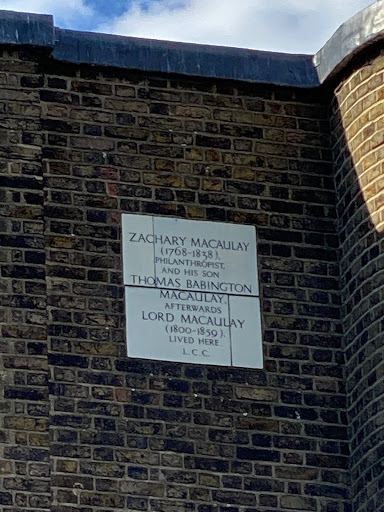 ZACHARY MACAULAY
(1768-1838),
PHILANTHROPIST,
AND HIS SON
THOMAS BABINGTON
MACAULAY,
AFTERWARDS
LORD MACAULAY
(1800-1859),
LIVED HERE
L.C.C.